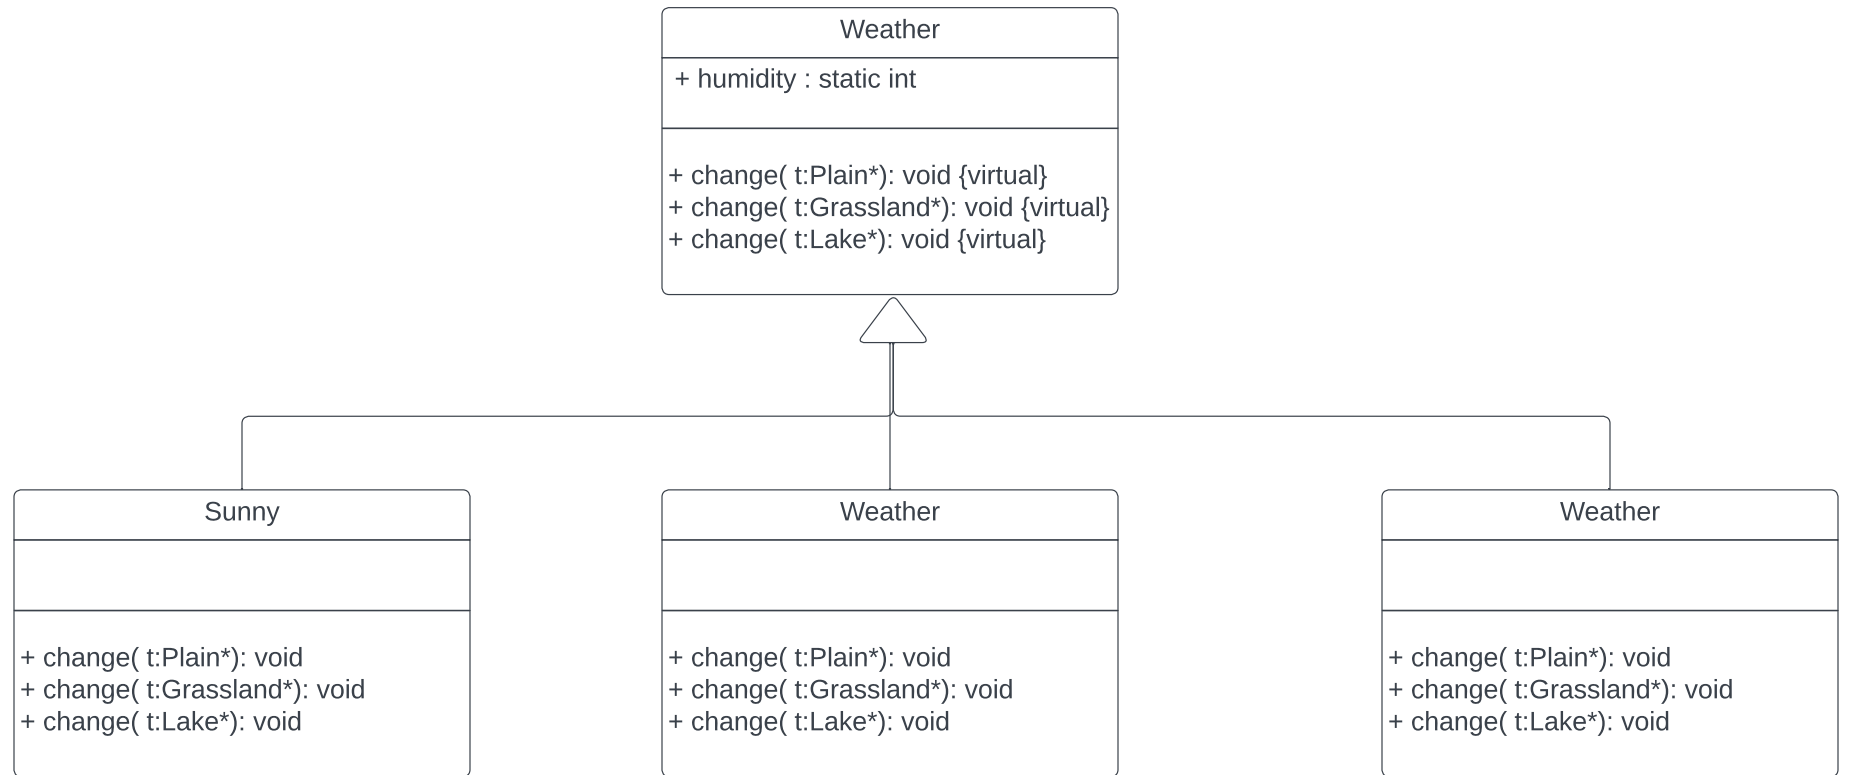 Weather
+ humidity : static int
+ change( t:Plain*): void {virtual}
+ change( t:Grassland*): void {virtual}
+ change( t:Lake*): void {virtual}
Sunny
+ change( t:Plain*): void
+ change( t:Grassland*): void
+ change( t:Lake*): void
Weather
+ change( t:Plain*): void
+ change( t:Grassland*): void
+ change( t:Lake*): void
Weather
+ change( t:Plain*): void
+ change( t:Grassland*): void
+ change( t:Lake*): void